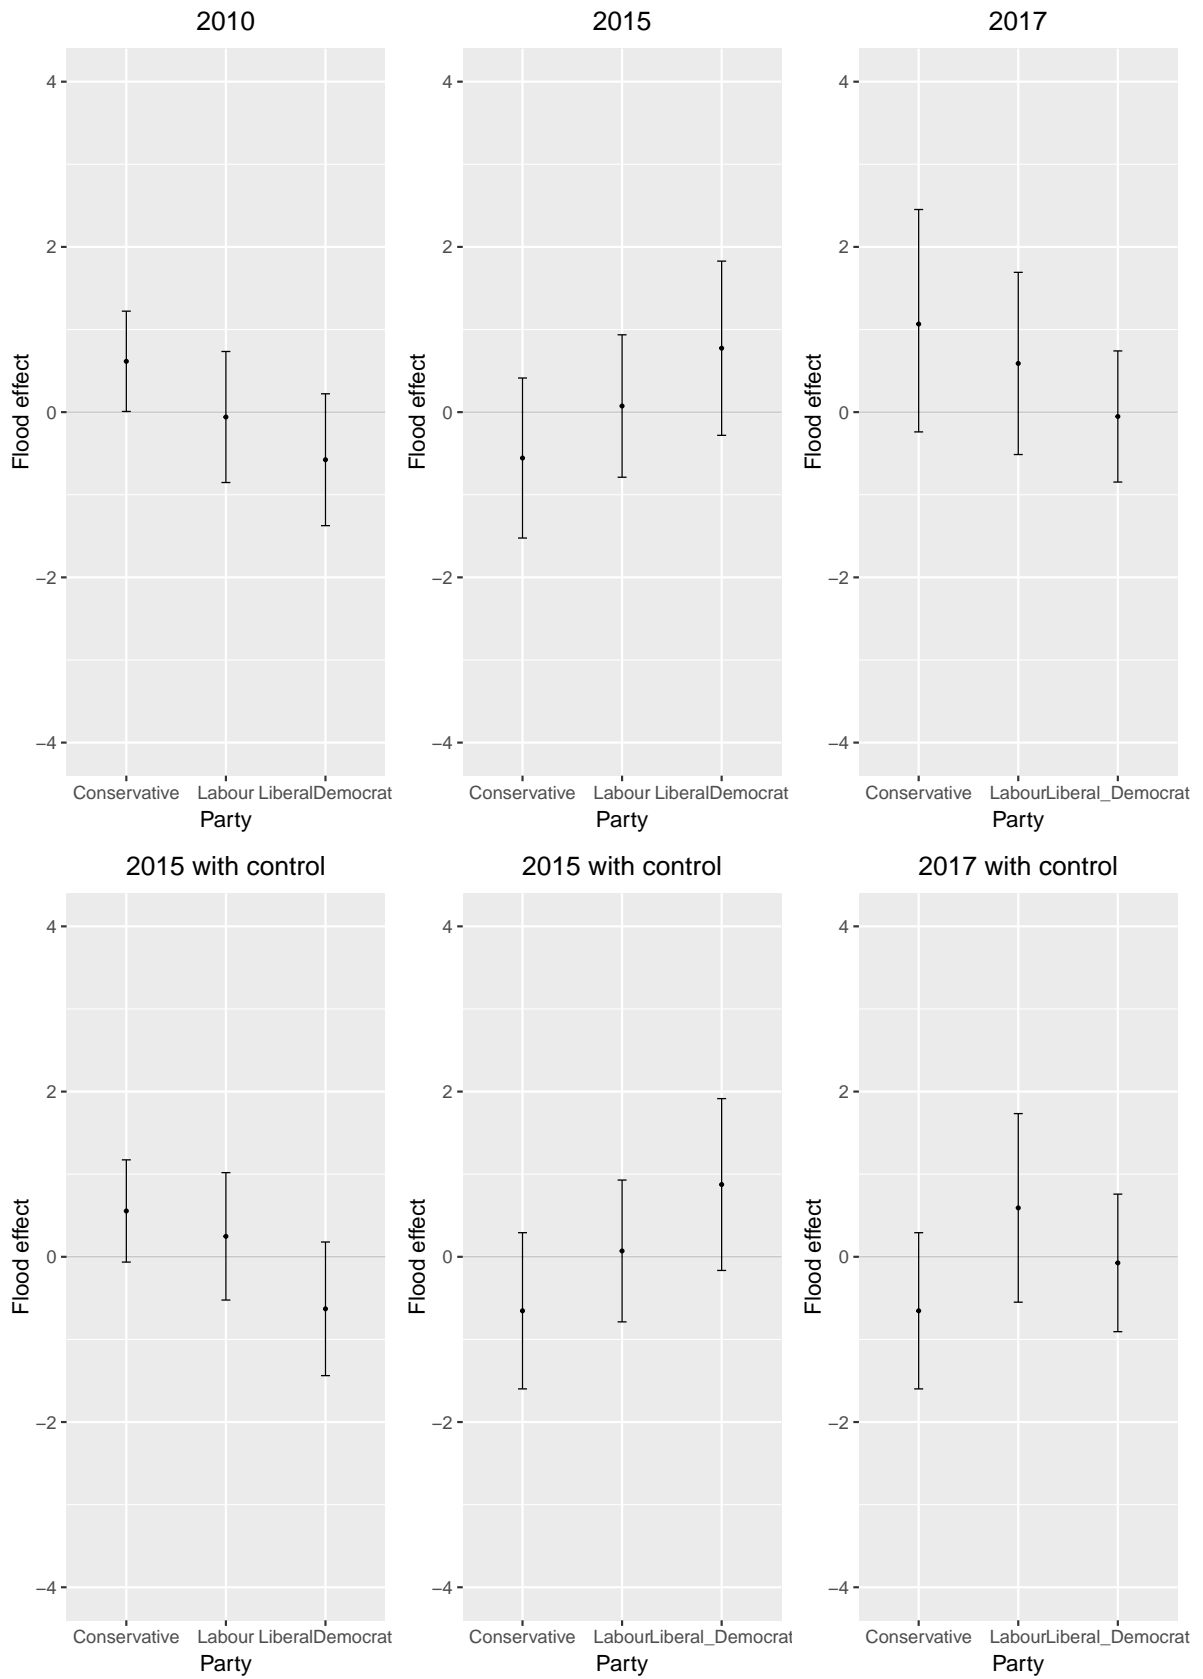 2010
4
2
0
−2
−4
Flood effect
Conservative Labour LiberalDemocrat
Party
2015
4
2
0
−2
−4
Flood effect
Conservative Labour LiberalDemocrat
Party
2017
4
2
0
−2
−4
Flood effect
Conservative Labour Liberal_Democrat
Party
2015 with control
4
2
0
−2
−4
Flood effect
Conservative Labour LiberalDemocrat
Party
2015 with control
4
2
0
−2
−4
Flood effect
Conservative Labour Liberal_Democrat
Party
2017 with control
4
2
0
−2
−4
Flood effect
Conservative Labour Liberal_Democrat
Party